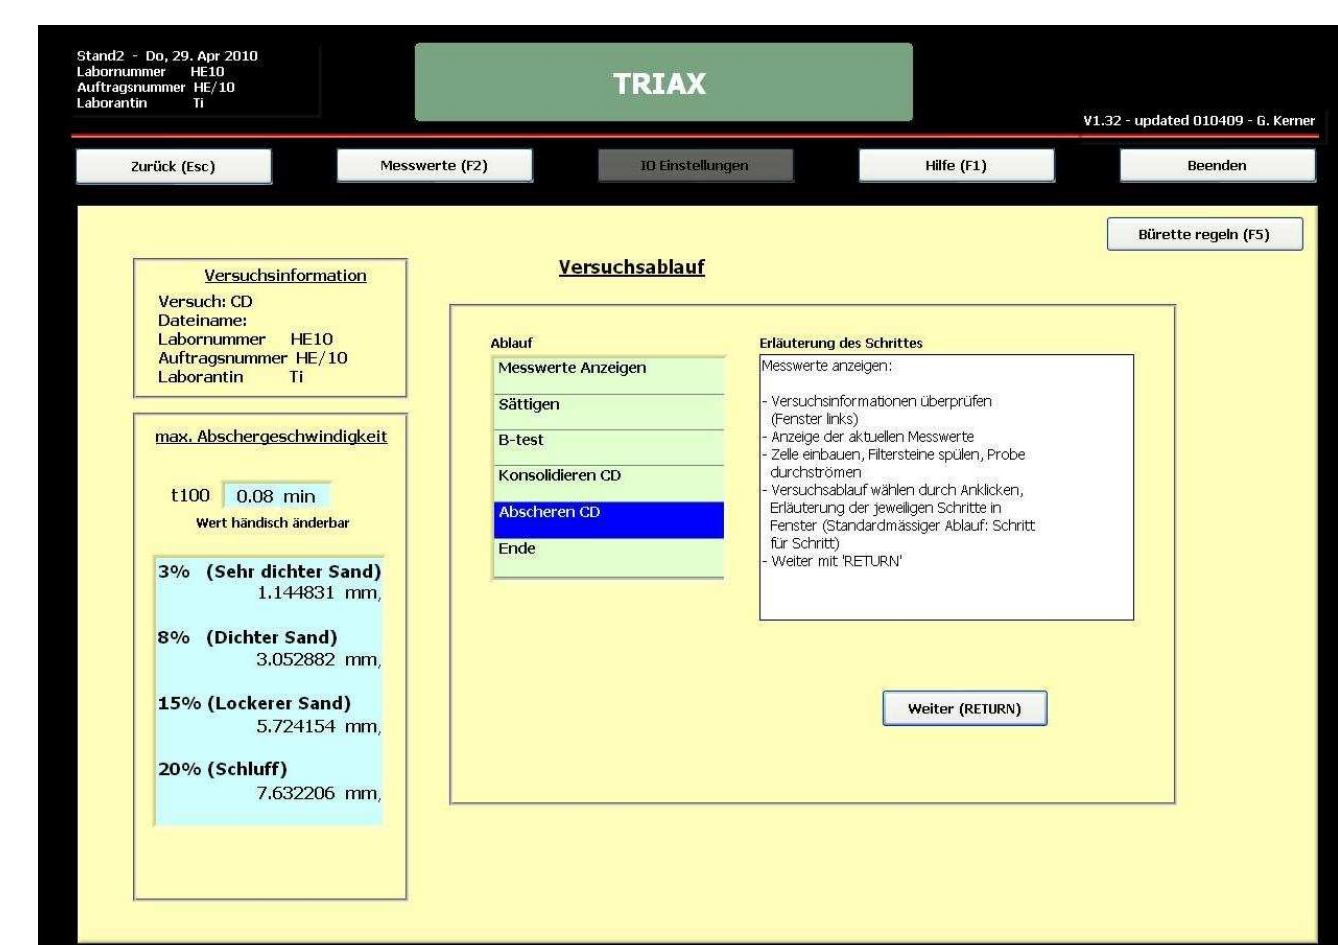 Stand2 - Do, 29. Apr 2010
Labornummer HE10
Auftragsnummer HE/10
Laborantin Ti
TRIAX
V1.32 - updated 010409 - G. Kerner
Zurück (Esc)
Messwerte (F2)
IO Einstellungen
Hilfe (F1)
Beenden
Bürette regeln (F5)
Versuchsinformation
Versuch: CD
Dateiname:
Labornummer HE10
Auftragsnummer HE/10
Laborantin Ti
max. Abschergeschwindigkeit
t100 0.08 min
Wert händisch änderbar
3% (Sehr dichter Sand)
1.144831 mm,
8% (Dichter Sand)
3.052882 mm,
15% (Lockerer Sand)
5.724154 mm,
20% (Schluff)
7.632206 mm,
Versuchsablauf
Ablauf
Messwerte Anzeigen
Sättigen
B-test
Konsolidieren CD
Abscheren CD
Ende
Erläuterung des Schrittes
Messwerte anzeigen:
- Versuchsinformationen überprüfen
(Fenster links)
- Anzeige der aktuellen Messwerte
- Zelle einbauen, Filtersteine spülen, Probe
durchströmen
- Versuchsablauf wählen durch Anklicken,
Erläuterung der jeweiligen Schritte in
Fenster (Standardmässiger Ablauf: Schritt
für Schritt)
- Weiter mit 'RETURN'
Weiter (RETURN)